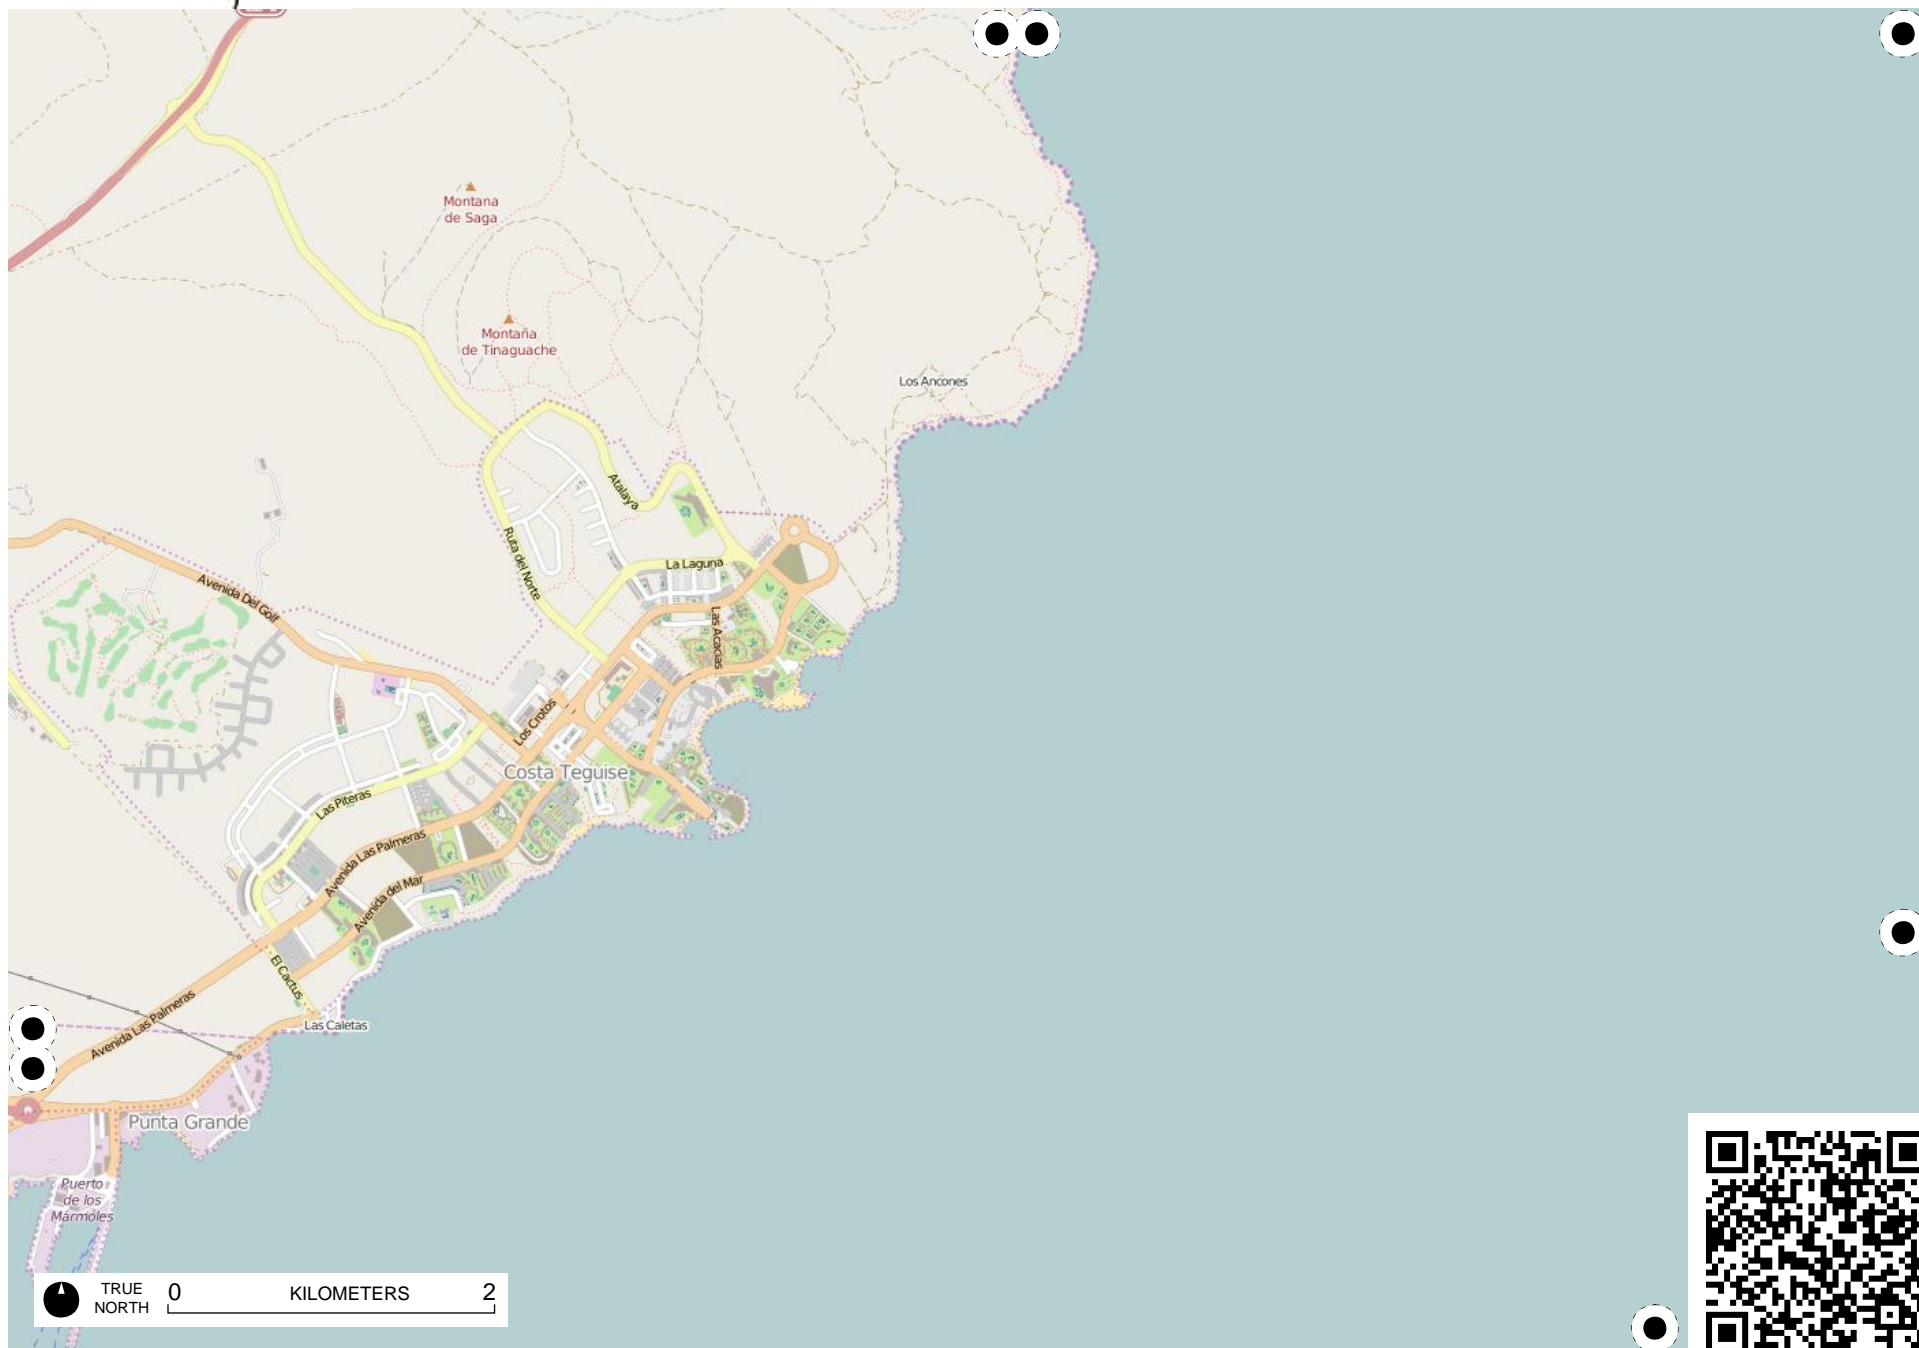 Montana
de Saga
Montaña
de Tinaguache
Los Ancones
Atalaya
Ruta del Norte
La Laguna
Avenida Del Golf
Las Acacias
Los Crotos
Costa Teguise
Las Piteras
Avenida Las Palmeras
Avenida del Mar
El Cactus
Avenida Las Palmeras
Las Caletas
Punta Grande
Puerto
de los
Mármoles
TRUE
NORTH
0 KILOMETERS 2